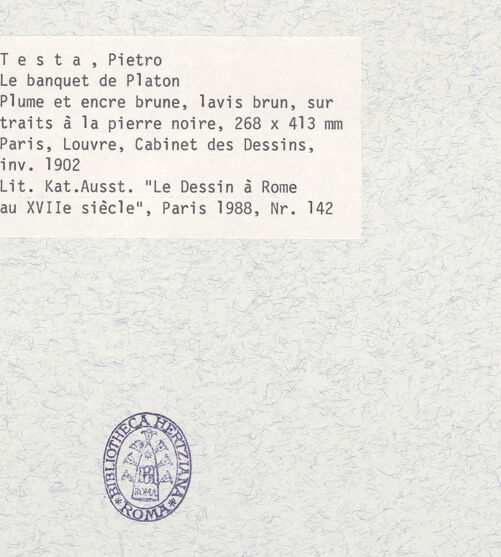 T e s t a , Pietro
Le banquet de Platon
Plume et encre brune, lavis brun, sur
traits à la pierre noire, 268 x 413 mm
Paris, Louvre, Cabinet des Dessins,
inv. 1902
Lit. Kat.Ausst. "Le Dessin à Rome
au XVIIe siècle", Paris 1988, Nr. 142
BIBLIOTHECA HERTZIANA
BH
ROMA
*ROMA*